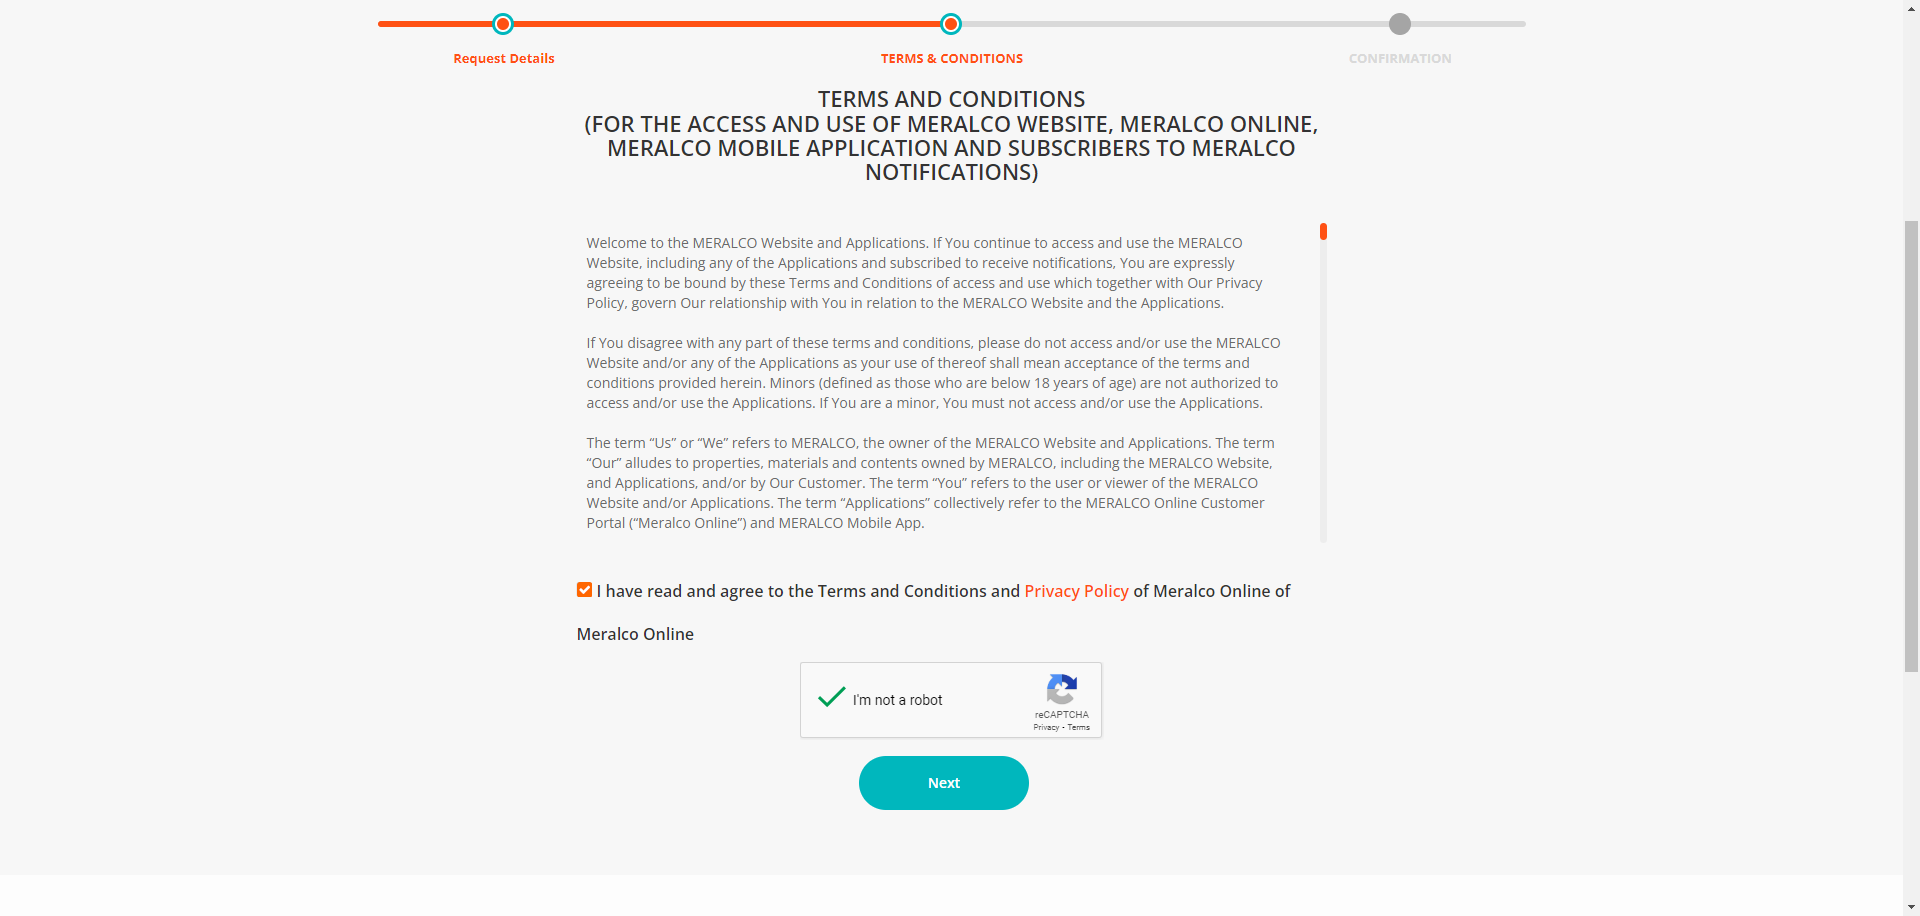 Request Details
TERMS & CONDITIONS
CONFIRMATION
TERMS AND CONDITIONS
(FOR THE ACCESS AND USE OF MERALCO WEBSITE, MERALCO ONLINE,
MERALCO MOBILE APPLICATION AND SUBSCRIBERS TO MERALCO
NOTIFICATIONS)
Welcome to the MERALCO Website and Applications. If You continue to access and use the MERALCO
Website, including any of the Applications and subscribed to receive notifications, You are expressly
agreeing to be bound by these Terms and Conditions of access and use which together with Our Privacy
Policy, govern Our relationship with You in relation to the MERALCO Website and the Applications.
If You disagree with any part of these terms and conditions, please do not access and/or use the MERALCO
Website and/or any of the Applications as your use of thereof shall mean acceptance of the terms and
conditions provided herein. Minors (defined as those who are below 18 years of age) are not authorized to
access and/or use the Applications. If You are a minor, You must not access and/or use the Applications.
The term “Us” or “We” refers to MERALCO, the owner of the MERALCO Website and Applications. The term
“Our” alludes to properties, materials and contents owned by MERALCO, including the MERALCO Website,
and Applications, and/or by Our Customer. The term “You” refers to the user or viewer of the MERALCO
Website and/or Applications. The term “Applications” collectively refer to the MERALCO Online Customer
Portal (“Meralco Online”) and MERALCO Mobile App.
I have read and agree to the Terms and Conditions and Privacy Policy of Meralco Online of
Meralco Online
I'm not a robot
reCAPTCHA
Privacy - Terms
Next